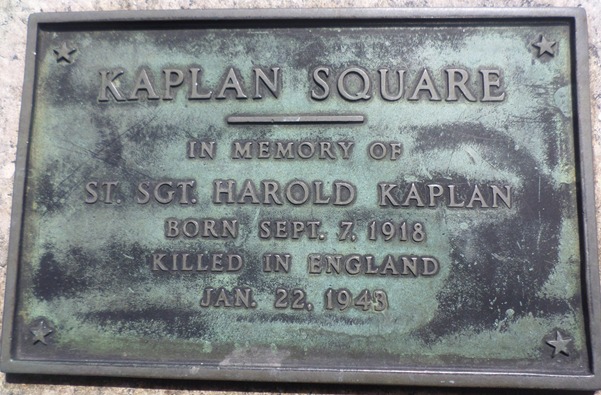 KAPLAN SQUARE
IN MEMORY OF
ST. SGT. HAROLD KAPLAN
BORN SEPT. 7, 1918
KILLED IN ENGLAND
JAN. 22, 1943